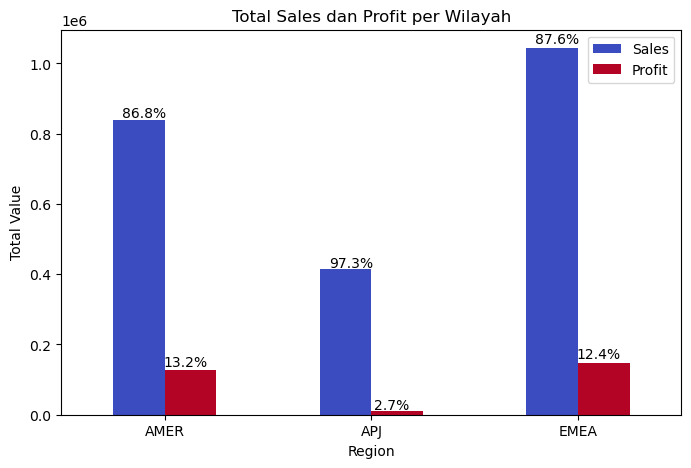 Total Sales dan Profit per Wilayah
1e6
Sales
Profit
87.6%
86.8%
97.3%
13.2%
2.7%
12.4%
1.0
0.8
0.6
0.4
0.2
0.0
Total Value
AMER
APJ
EMEA
Region